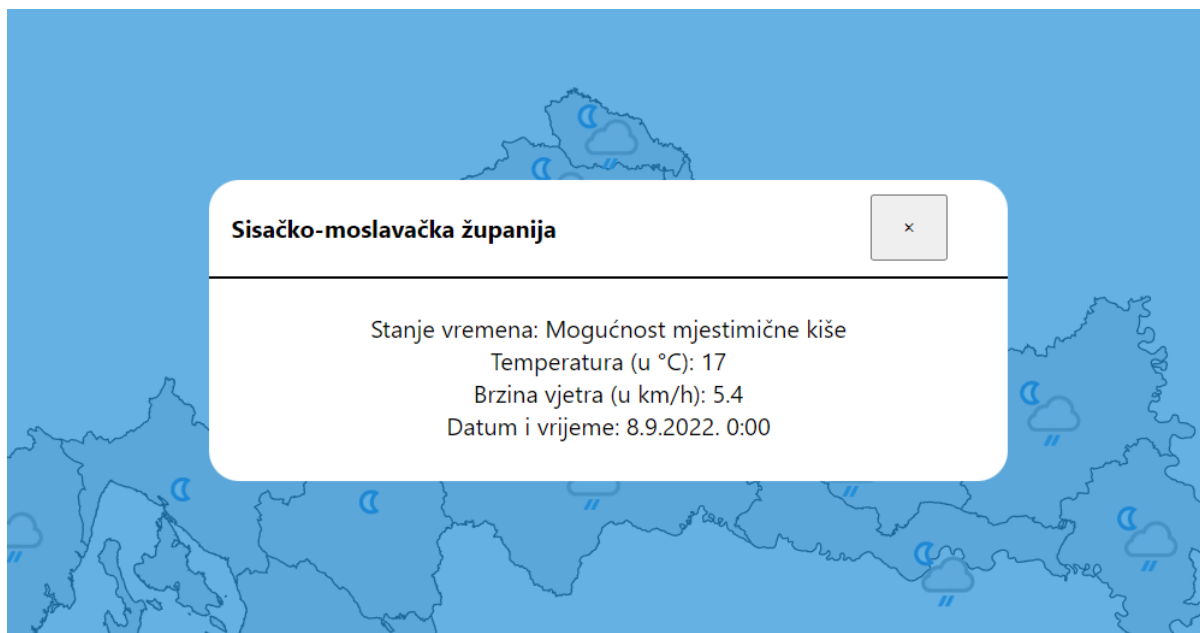 Sisačko-moslavačka županija
×
Stanje vremena: Mogućnost mjestimične kiše
Temperatura (u °C): 17
Brzina vjetra (u km/h): 5.4
Datum i vrijeme: 8.9.2022. 0:00